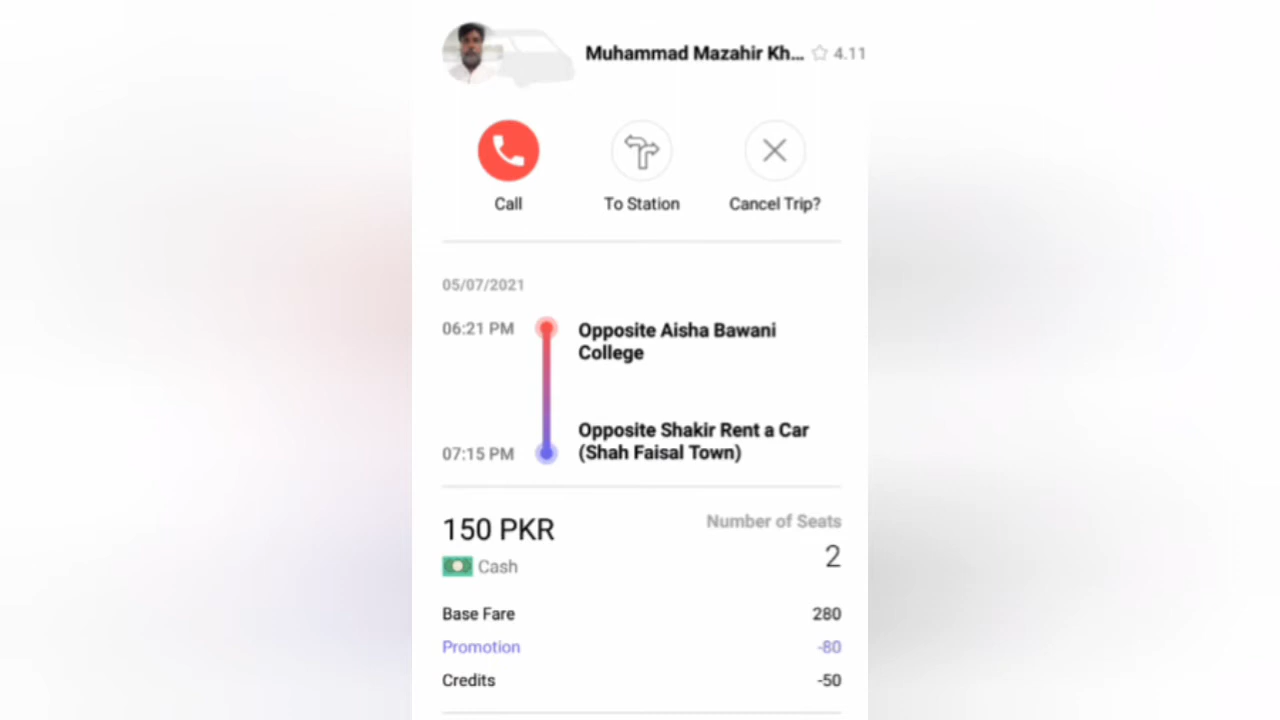 Muhammad Mazahir Kh... 4.11
Call
To Station
Cancel Trip?
05/07/2021
06:21 PM
Opposite Aisha Bawani
College
07:15 PM
Opposite Shakir Rent a Car
(Shah Faisal Town)
150 PKR
Cash
Number of Seats
2
Base Fare 280
Promotion -80
Credits -50